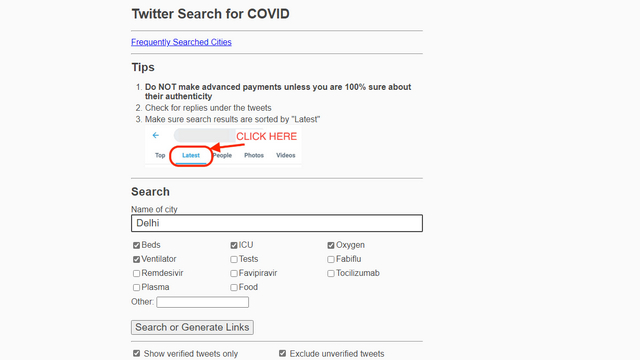 Twitter Search for COVID
Frequently Searched Cities
Tips
1. Do NOT make advanced payments unless you are 100% sure about
their authenticity
2. Check for replies under the tweets
3. Make sure search results are sorted by "Latest"
CLICK HERE
Top Latest People Photos Videos
Search
Name of city
Delhi
Beds ICU Oxygen
Ventilator Tests Fabiflu
Remdesivir Favipiravir Tocilizumab
Plasma Food
Other:
Search or Generate Links
Show verified tweets only Exclude unverified tweets